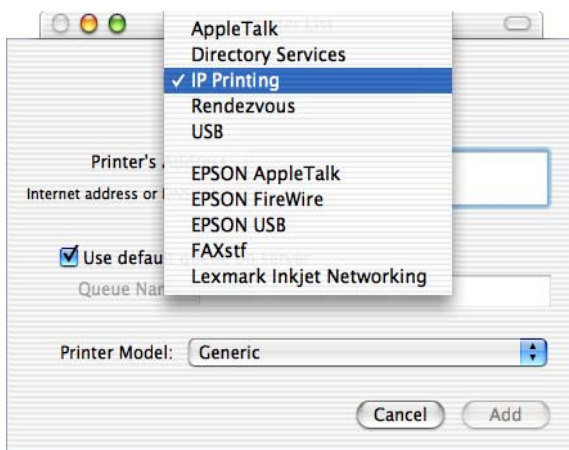 AppleTalk
Directory Services
✓ IP Printing
Rendezvous
USB
EPSON AppleTalk
EPSON FireWire
EPSON USB
FAXstf
Lexmark Inkjet Networking
Printer's
Internet address or
Use defau
Queue Na
Printer Model: Generic
Cancel Add